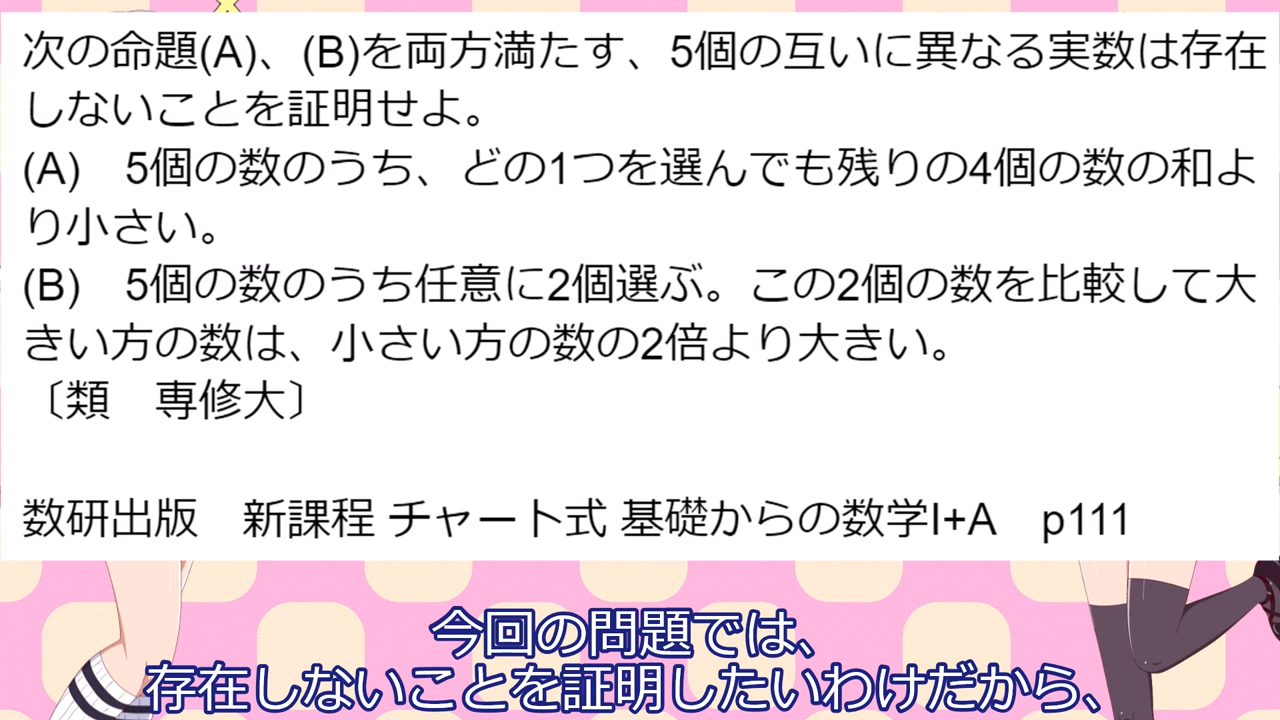 次の命題(A)、(B)を両方満たす、5個の互いに異なる実数は存在
しないことを証明せよ。
(A)　5個の数のうち、どの1つを選んでも残りの4個の数の和よ
り小さい。
(B)　5個の数のうち任意に2個選ぶ。この2個の数を比較して大
きい方の数は、小さい方の数の2倍より大きい。
〔類　専修大〕
数研出版　新課程 チャート式 基礎からの数学I+A　p111
今回の問題では、
存在しないことを証明したいわけだから、